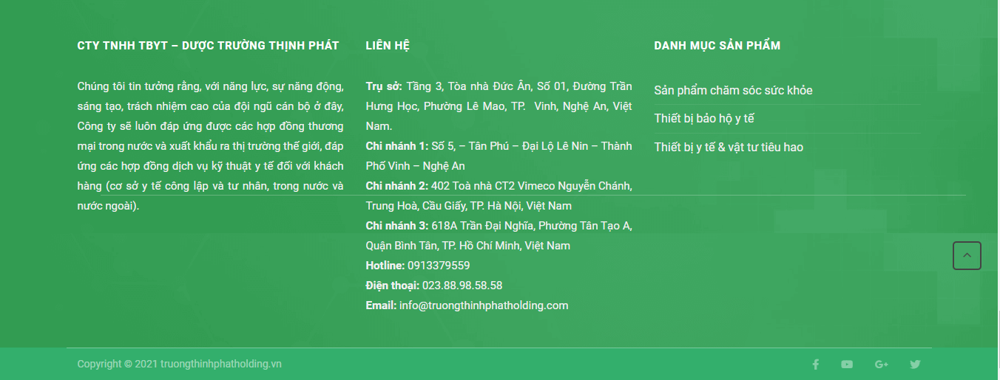 CTY TNHH TBYT – DƯỢC TRƯỜNG THỊNH PHÁT
Chúng tôi tin tưởng rằng, với năng lực, sự năng động,
sáng tạo, trách nhiệm cao của đội ngũ cán bộ ở đây,
Công ty sẽ luôn đáp ứng được các hợp đồng thương
mại trong nước và xuất khẩu ra thị trường thế giới, đáp
ứng các hợp đồng dịch vụ kỹ thuật y tế đối với khách
hàng (cơ sở y tế công lập và tư nhân, trong nước và
nước ngoài).
LIÊN HỆ
Trụ sở: Tầng 3, Tòa nhà Đức Ân, Số 01, Đường Trần
Hưng Học, Phường Lê Mao, TP. Vinh, Nghệ An, Việt
Nam.
Chi nhánh 1: Số 5, – Tân Phú – Đại Lộ Lê Nin – Thành
Phố Vinh – Nghệ An
Chi nhánh 2: 402 Toà nhà CT2 Vimeco Nguyễn Chánh,
Trung Hoà, Cầu Giấy, TP. Hà Nội, Việt Nam
Chi nhánh 3: 618A Trần Đại Nghĩa, Phường Tân Tạo A,
Quận Bình Tân, TP. Hồ Chí Minh, Việt Nam
Hotline: 0913379559
Điện thoại: 023.88.98.58.58
Email: info@truongthinhphatholding.com
DANH MỤC SẢN PHẨM
Sản phẩm chăm sóc sức khỏe
Thiết bị bảo hộ y tế
Thiết bị y tế & vật tư tiêu hao
Copyright © 2021 truongthinhphatholding.vn